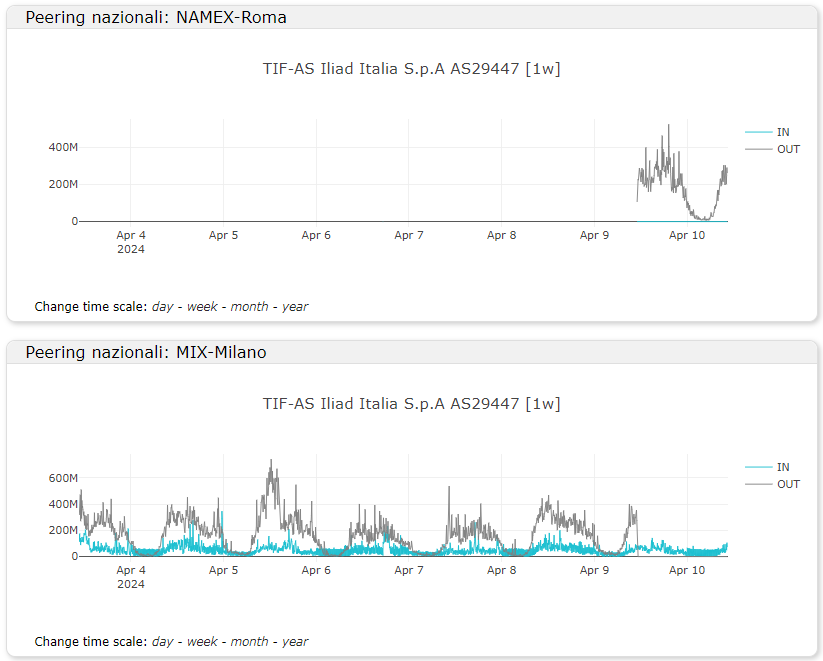 Peering nazionali: NAMEX-Roma
TIF-AS Iliad Italia S.p.A AS29447 [1w]
IN
OUT
400M
200M
0
Apr 4 Apr 5 Apr 6 Apr 7 Apr 8 Apr 9 Apr 10
2024
Change time scale: day - week - month - year
Peering nazionali: MIX-Milano
TIF-AS Iliad Italia S.p.A AS29447 [1w]
IN
OUT
600M
400M
200M
0
Apr 4 Apr 5 Apr 6 Apr 7 Apr 8 Apr 9 Apr 10
2024
Change time scale: day - week - month - year